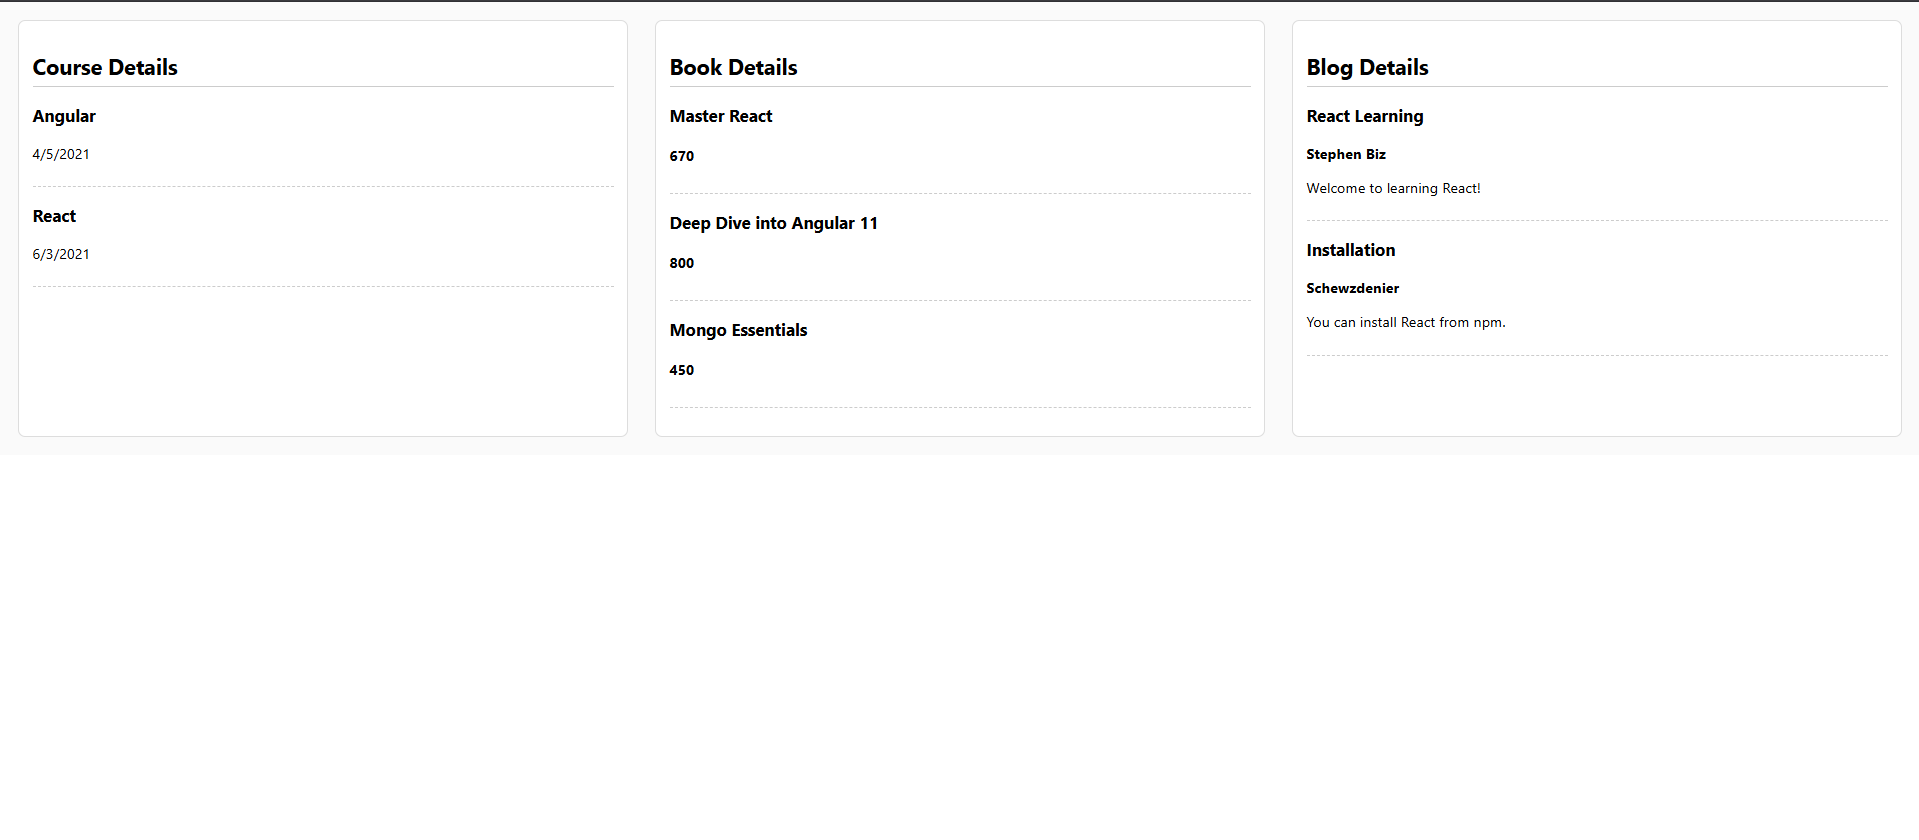 Course Details
Angular
4/5/2021
React
6/3/2021
Book Details
Master React
670
Deep Dive into Angular 11
800
Mongo Essentials
450
Blog Details
React Learning
Stephen Biz
Welcome to learning React!
Installation
Schewzdenier
You can install React from npm.